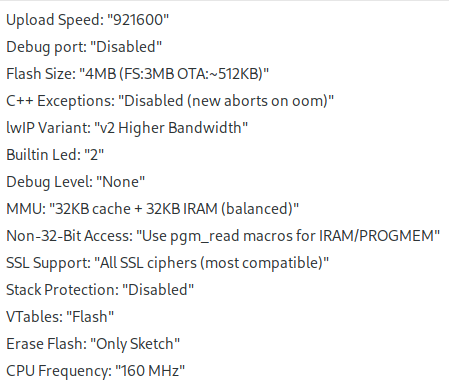 Upload Speed: "921600"
Debug port: "Disabled"
Flash Size: "4MB (FS:3MB OTA:~512KB)"
C++ Exceptions: "Disabled (new aborts on oom)"
lwIP Variant: "v2 Higher Bandwidth"
Builtin Led: "2"
Debug Level: "None"
MMU: "32KB cache + 32KB IRAM (balanced)"
Non-32-Bit Access: "Use pgm_read macros for IRAM/PROGMEM"
SSL Support: "All SSL ciphers (most compatible)"
Stack Protection: "Disabled"
VTables: "Flash"
Erase Flash: "Only Sketch"
CPU Frequency: "160 MHz"